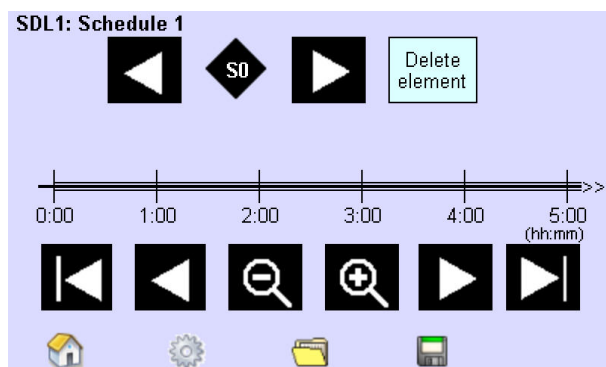 SDL1: Schedule 1
S0
Delete
element
>>
0:00 1:00 2:00 3:00 4:00 5:00
(hh:mm)